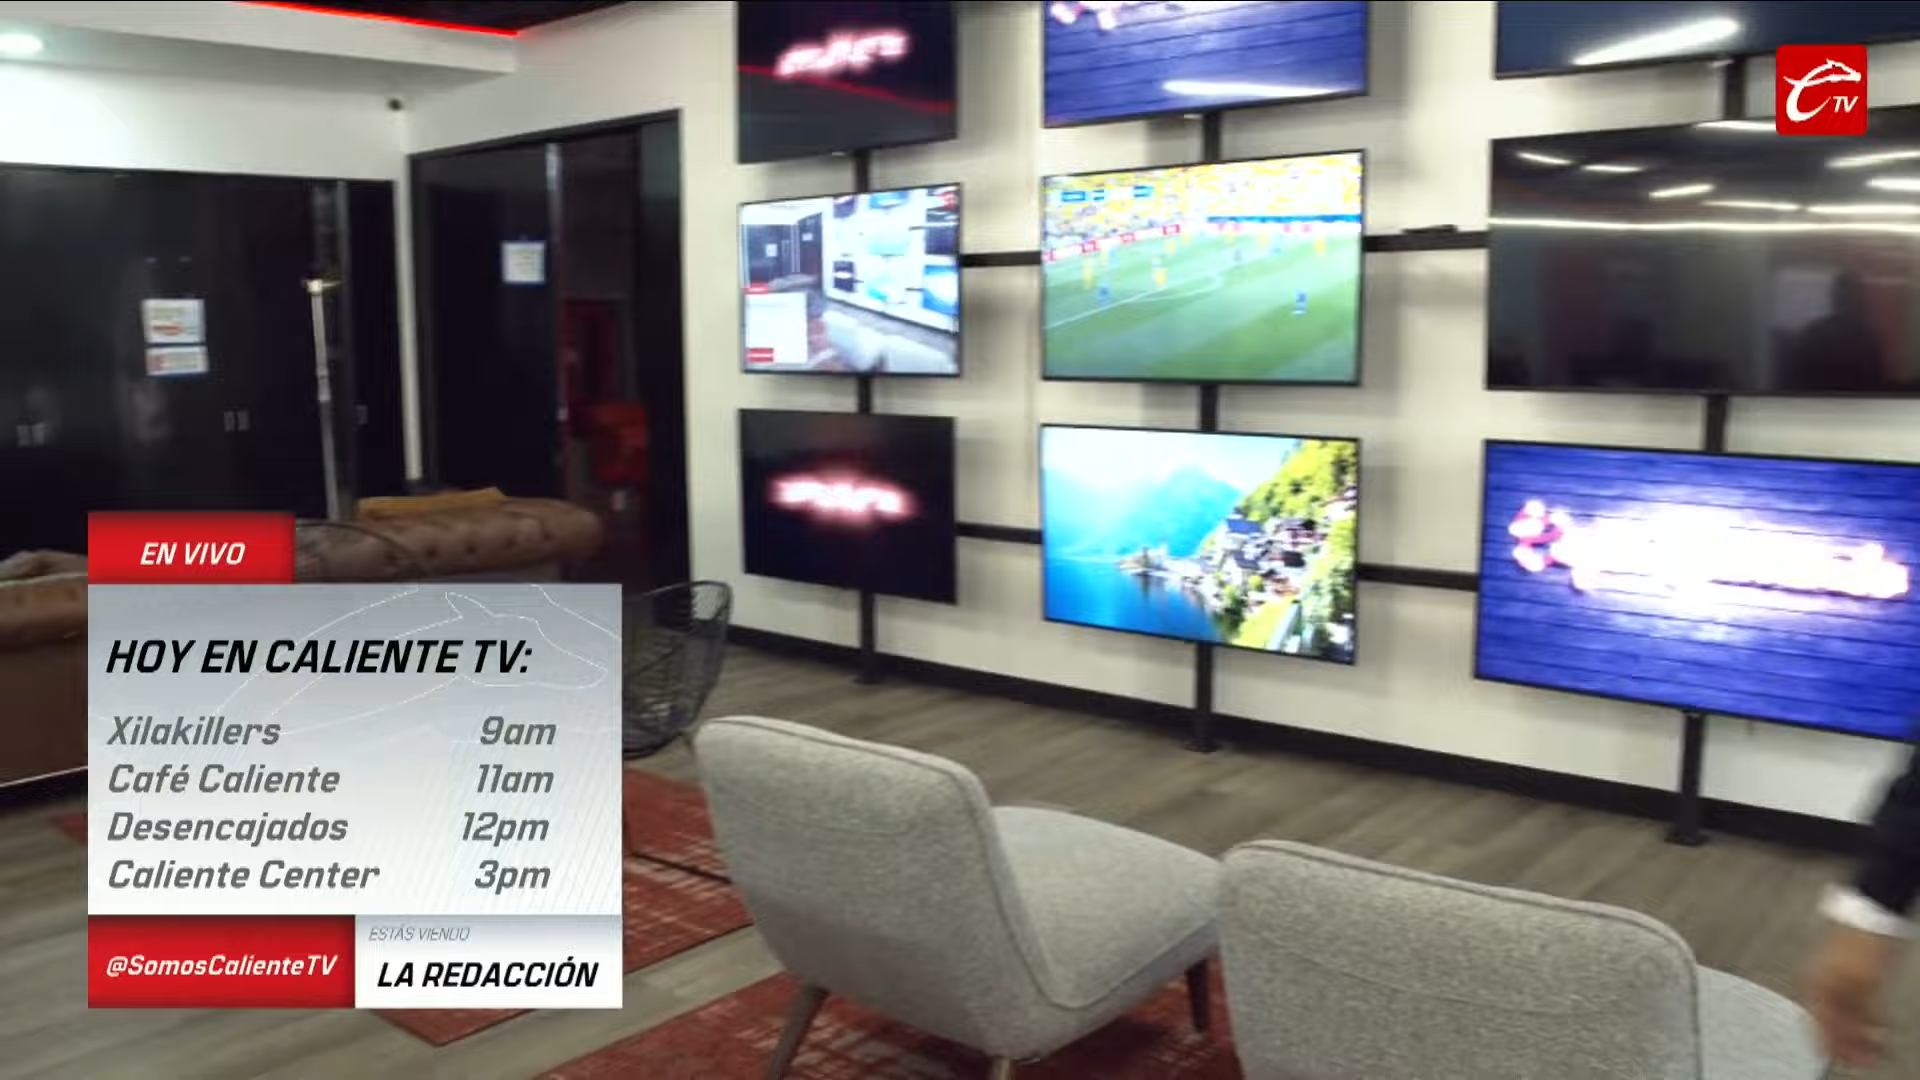 TV
EN VIVO
HOY EN CALIENTE TV:
Xilakillers 9am
Café Caliente 11am
Desencajados 12pm
Caliente Center 3pm
@SomosCalienteTV
ESTÁS VIENDO
LA REDACCIÓN